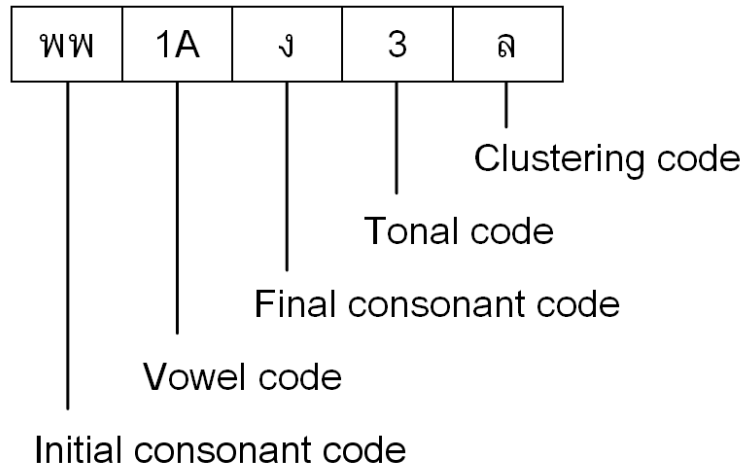 พพ 1A ง 3 ล
Clustering code
Tonal code
Final consonant code
Vowel code
Initial consonant code